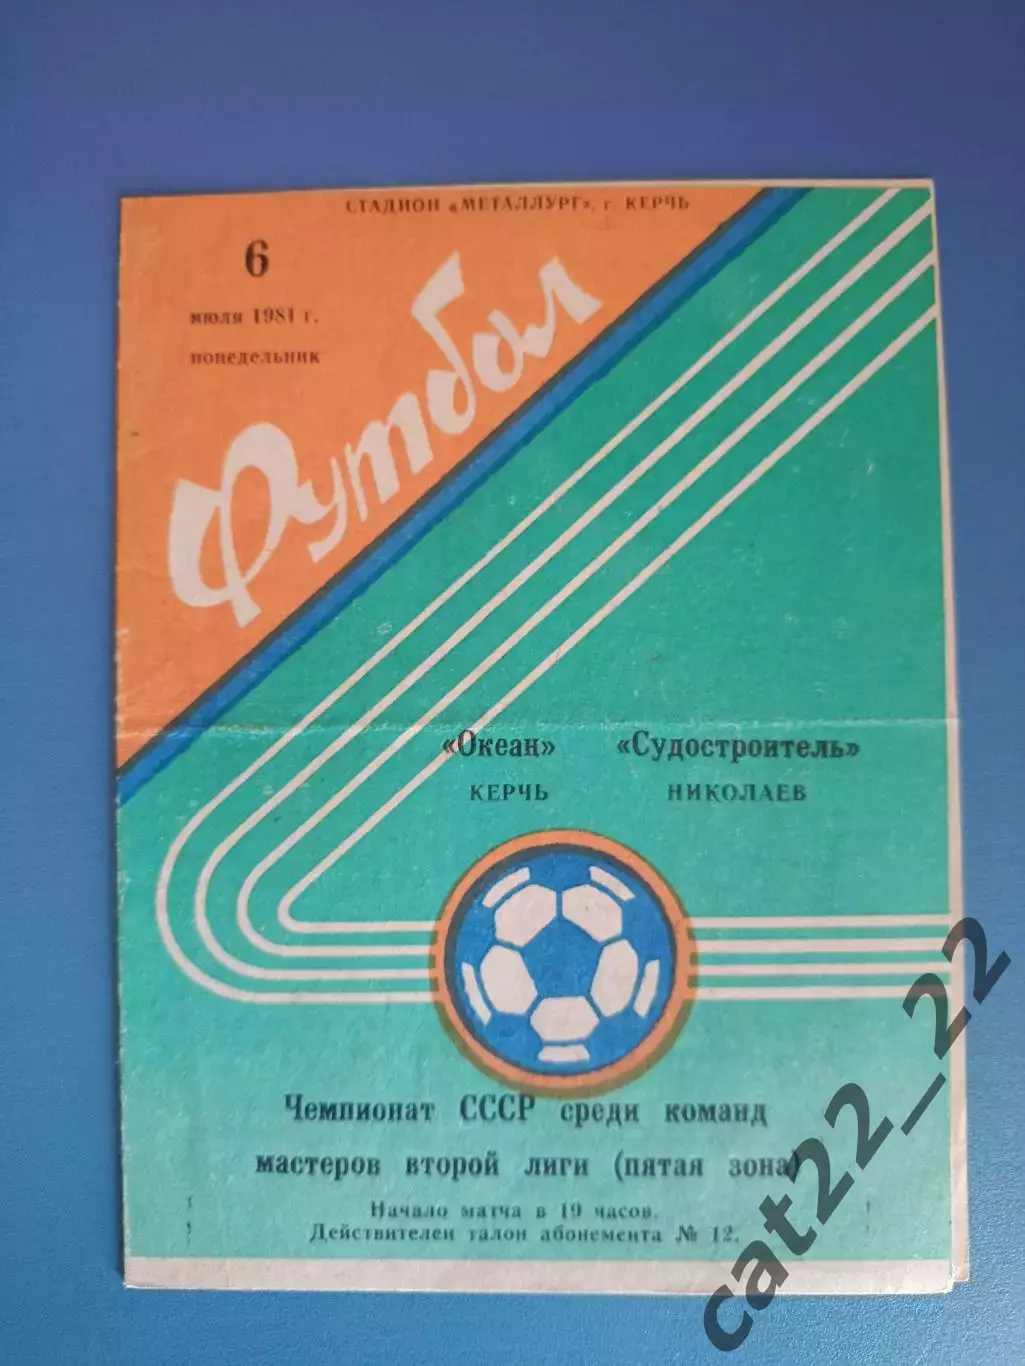 СТАДИОН «МЕТАЛЛУРГ», г. КЕРЧЬ
6
июля 1981 г.
понедельник
Футбол
«Океан» «Судостроитель»
КЕРЧЬ НИКОЛАЕВ
Чемпионат СССР среди команд
мастеров второй лиги (пятая зона)
Начало матча в 19 часов.
Действителен талон абонемента № 12.
cat22_22